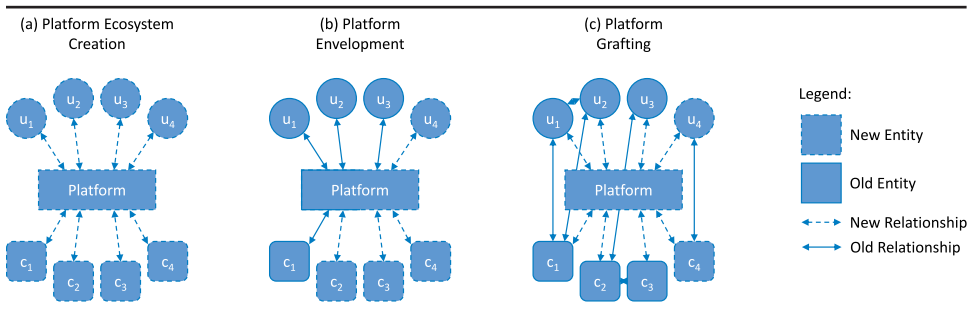 (a) Platform Ecosystem
Creation
(b) Platform
Envelopment
(c) Platform
Grafting
u1
u2
u3
u4
Platform
c1
c2
c3
c4
u1
u2
u3
u4
Platform
c1
c2
c3
c4
u1
u2
u3
u4
Platform
c1
c2
c3
c4
Legend:
New Entity
Old Entity
New Relationship
Old Relationship